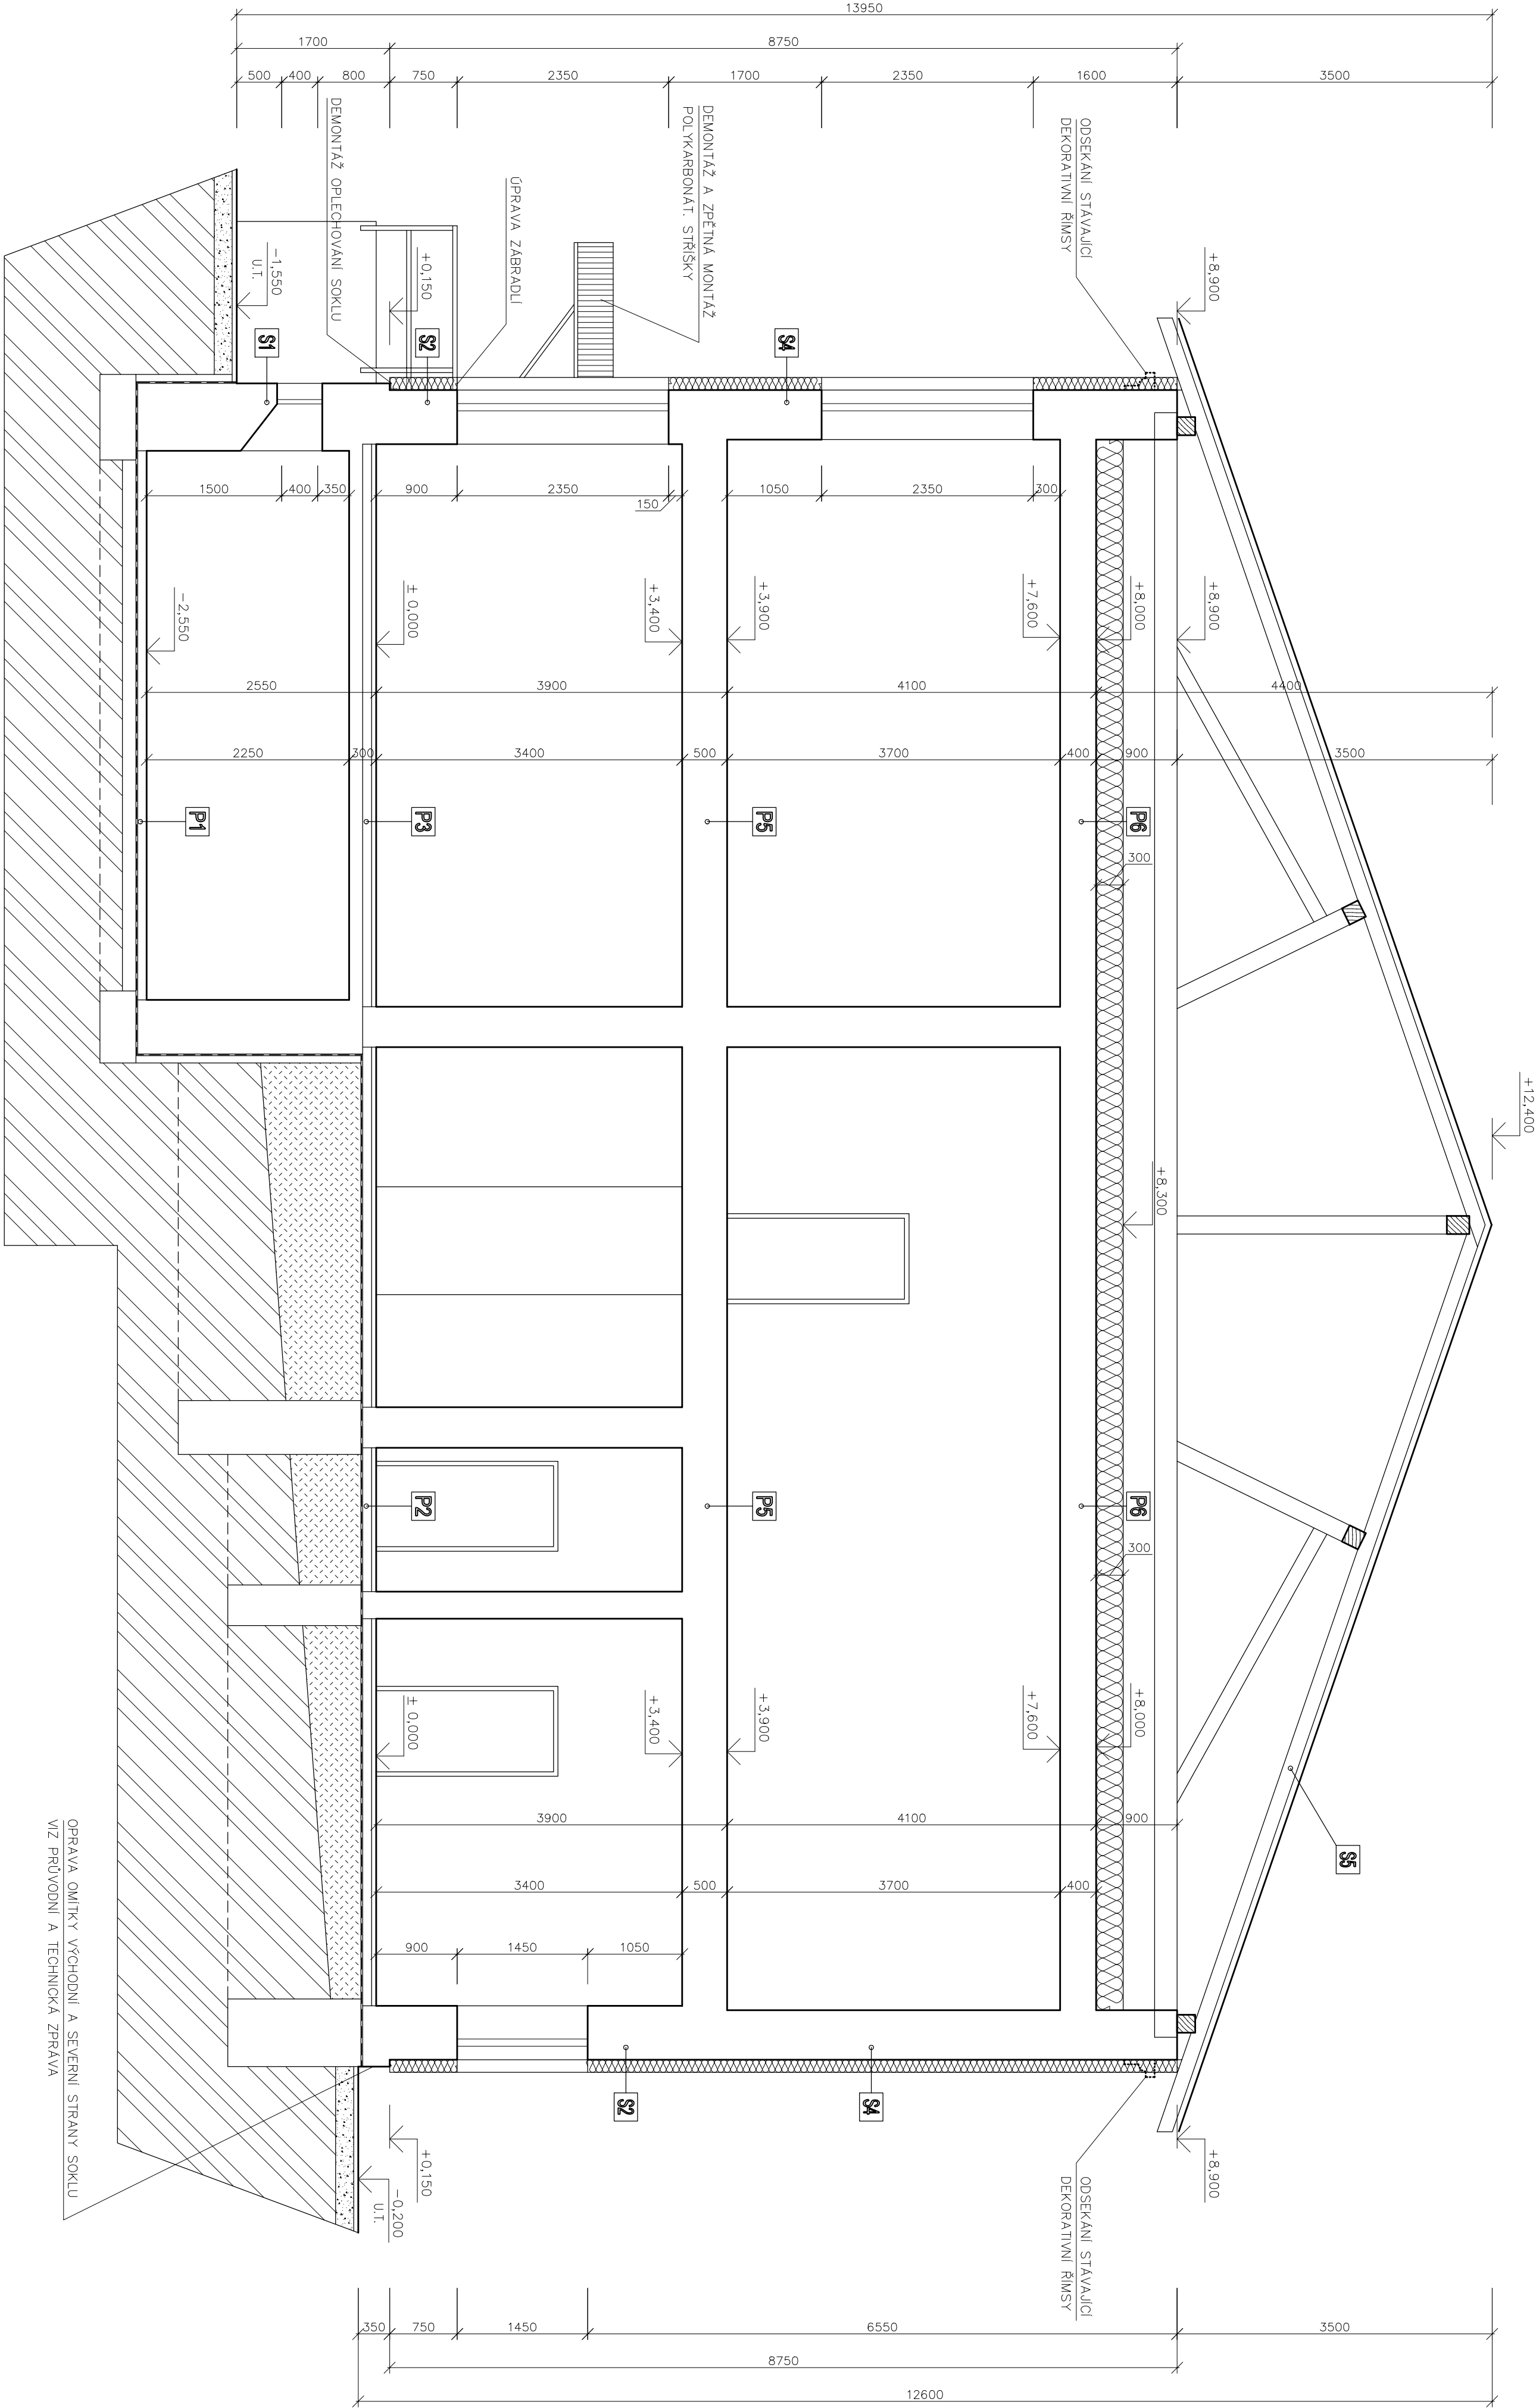 13950
1700
8750
500
400
800
750
2350
1700
2350
1600
3500
DEMONTÁŽ OPLECHOVÁNÍ SOKLU
ÚPRAVA ZÁBRADLÍ
DEMONTÁŽ A ZPĚTNÁ MONTÁŽ
POLYKARBONÁT. STŘÍŠKY
ODSEKÁNÍ STÁVAJÍCÍ
DEKORATIVNÍ ŘÍMSY
-1,550
U.T.
+0,150
+8,900
S1
S2
S4
1500
400
350
900
2350
150
1050
2350
300
-2,550
± 0,000
+3,400
+3,900
+7,600
+8,000
+8,900
2550
3900
4100
4400
2250
300
3400
500
3700
400
900
3500
P1
P3
P5
P6
300
+12,400
+8,300
P2
P5
P6
300
± 0,000
+3,400
+3,900
+7,600
+8,000
S5
3900
4100
900
3400
500
3700
400
900
1450
1050
S2
S4
OPRAVA OMÍTKY VÝCHODNÍ A SEVERNÍ STRANY SOKLU
VIZ PRŮVODNÍ A TECHNICKÁ ZPRÁVA
-0,200
U.T.
+0,150
+8,900
ODSEKÁNÍ STÁVAJÍCÍ
DEKORATIVNÍ ŘÍMSY
350
750
1450
6550
3500
8750
12600